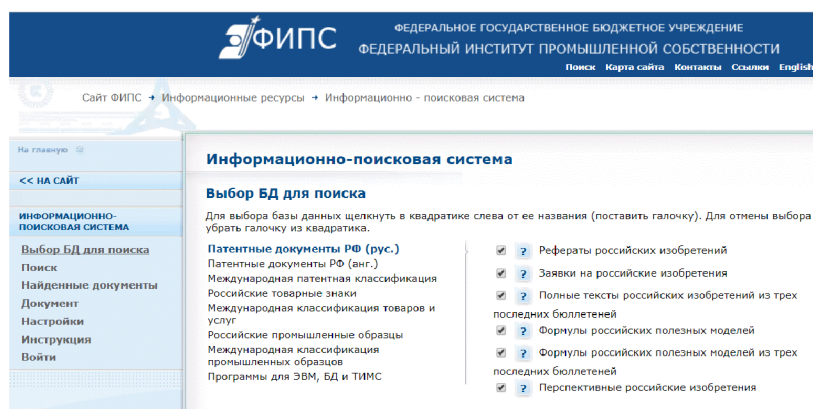 ФИПС
ФЕДЕРАЛЬНОЕ ГОСУДАРСТВЕННОЕ БЮДЖЕТНОЕ УЧРЕЖДЕНИЕ
ФЕДЕРАЛЬНЫЙ ИНСТИТУТ ПРОМЫШЛЕННОЙ СОБСТВЕННОСТИ
Поиск Карта сайта Контакты Ссылки English
Сайт ФИПС → Информационные ресурсы → Информационно - поисковая система
На главную
<< НА САЙТ
ИНФОРМАЦИОННО-
ПОИСКОВАЯ СИСТЕМА
Выбор БД для поиска
Поиск
Найденные документы
Документ
Настройки
Инструкция
Войти
Информационно-поисковая система
Выбор БД для поиска
Для выбора базы данных щелкнуть в квадратике слева от ее названия (поставить галочку). Для отмены выбора
убрать галочку из квадратика.
Патентные документы РФ (рус.)
Патентные документы РФ (анг.)
Международная патентная классификация
Российские товарные знаки
Международная классификация товаров и
услуг
Российские промышленные образцы
Международная классификация
промышленных образцов
Программы для ЭВМ, БД и ТИМС
? Рефераты российских изобретений
? Заявки на российские изобретения
? Полные тексты российских изобретений из трех
последних бюллетеней
? Формулы российских полезных моделей
? Формулы российских полезных моделей из трех
последних бюллетеней
? Перспективные российские изобретения